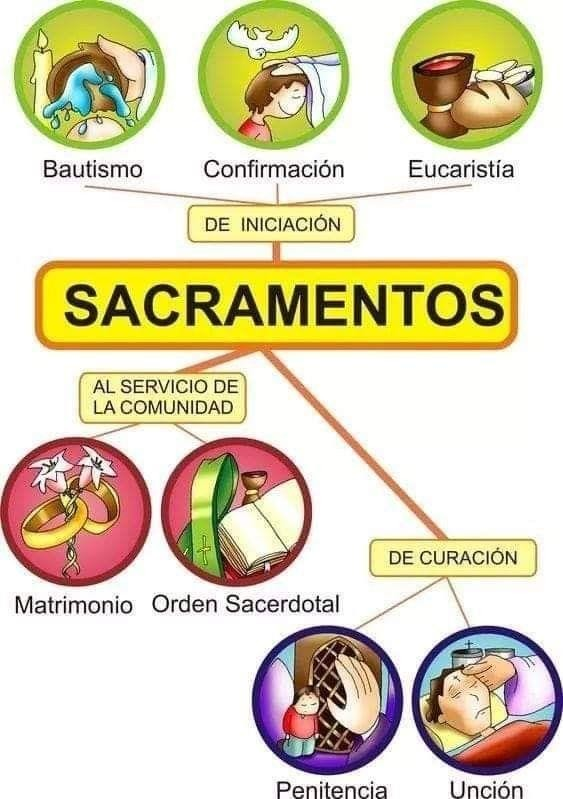 Bautismo
Confirmación
Eucaristía
DE INICIACIÓN
SACRAMENTOS
AL SERVICIO DE
LA COMUNIDAD
DE CURACIÓN
Matrimonio
Orden Sacerdotal
Penitencia
Unción